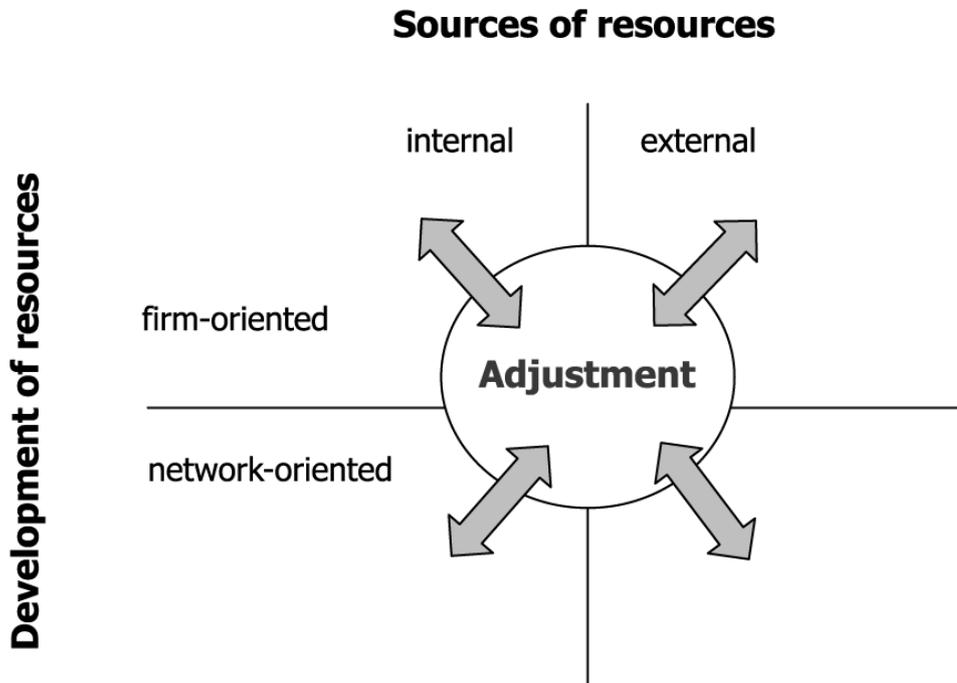 Sources of resources
internal
external
Development of resources
firm-oriented
Adjustment
network-oriented